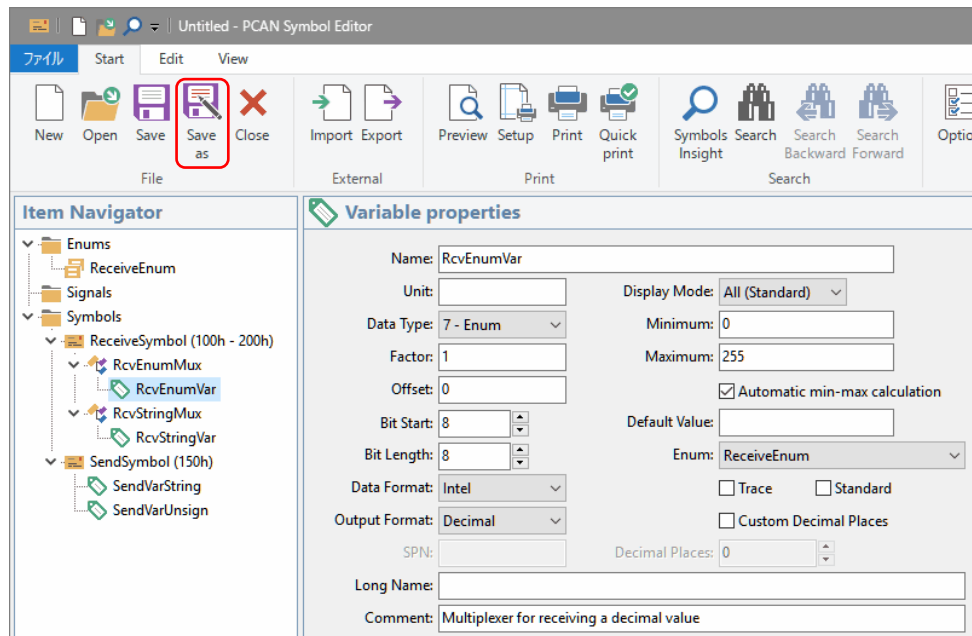 Untitled - PCAN Symbol Editor
ファイル Start Edit View
New Open Save Save as Close Import Export Preview Setup Print Quick print Symbols Insight Search Search Backward Search Forward
File External Print Search
Item Navigator
Enums
ReceiveEnum
Signals
Symbols
ReceiveSymbol (100h - 200h)
RcvEnumMux
RcvEnumVar
RcvStringMux
RcvStringVar
SendSymbol (150h)
SendVarString
SendVarUnsign
Variable properties
Name: RcvEnumVar
Unit: Display Mode: All (Standard)
Data Type: 7 - Enum Minimum: 0
Factor: 1 Maximum: 255
Offset: 0 Automatic min-max calculation
Bit Start: 8 Default Value:
Bit Length: 8 Enum: ReceiveEnum
Data Format: Intel Trace Standard
Output Format: Decimal Custom Decimal Places
SPN: Decimal Places: 0
Long Name:
Comment: Multiplexer for receiving a decimal value